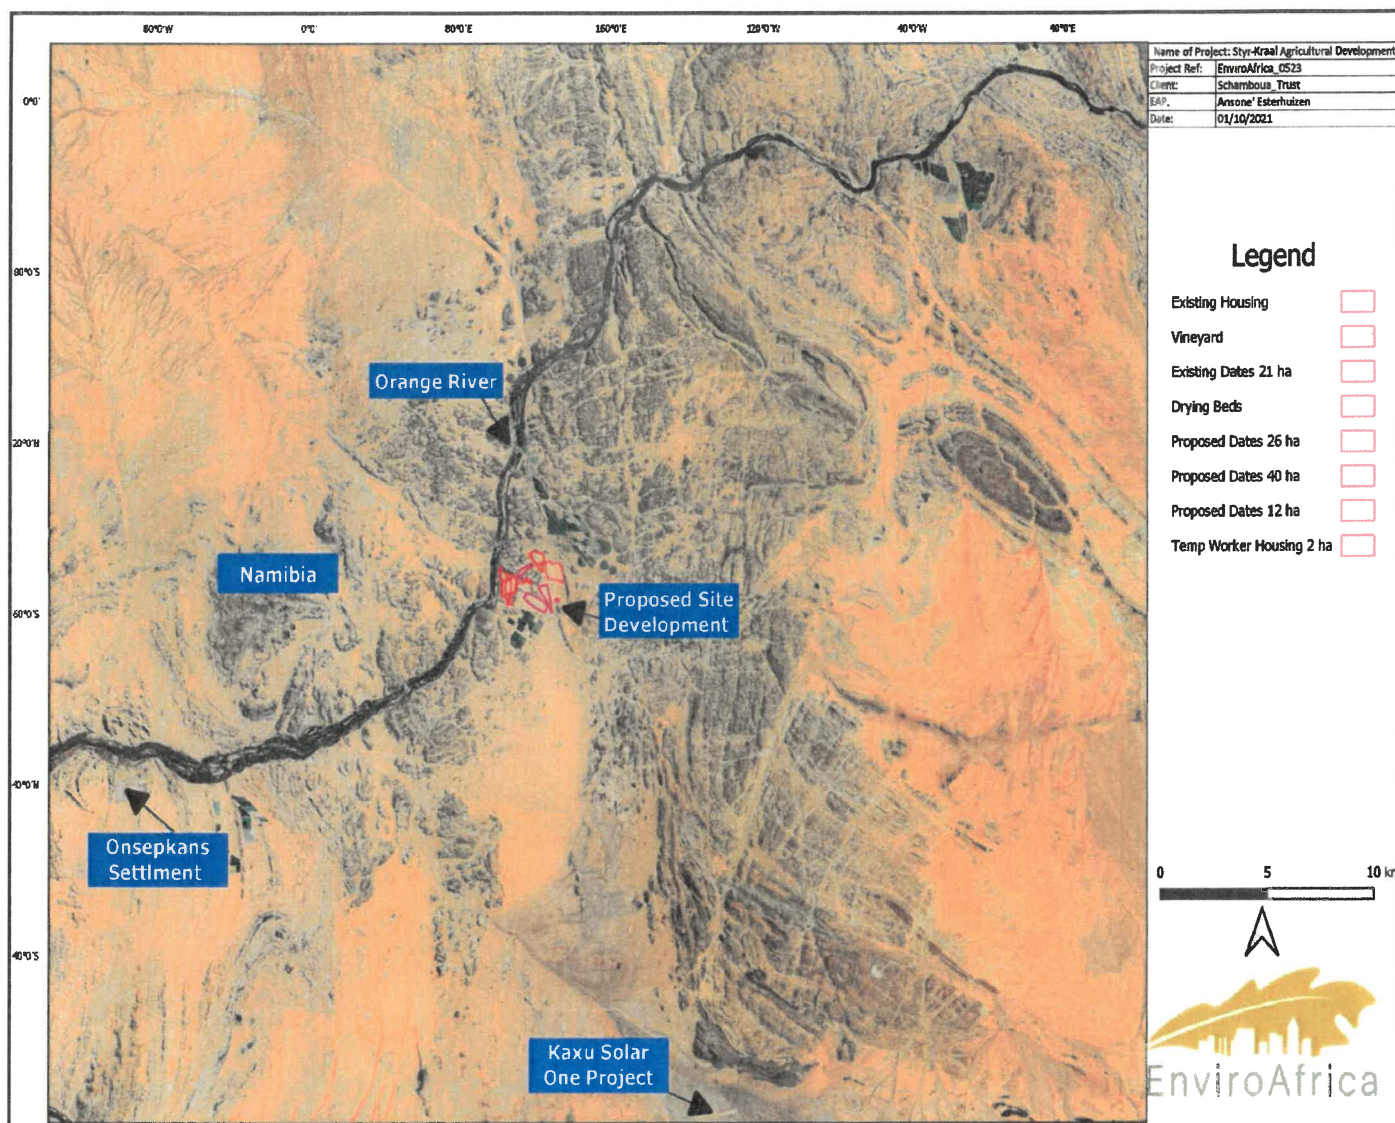 80°0'W 0°0' 80°0'E 160°0'E 120°0'W 40°0'W 40°0'E
Name of Project: Styr-Kraal Agricultural Development
Project Ref: EnviroAfrica_0523
Client: Schamboua_Trust
EAP. Ansone' Esterhuizen
Date: 01/10/2021
0°0'
80°0'S
20°0'N
60°0'S
40°0'N
40°0'S
Orange River
Namibia
Proposed Site
Development
Onsepkans
Settlment
Kaxu Solar
One Project
Legend
Existing Housing
Vineyard
Existing Dates 21 ha
Drying Beds
Proposed Dates 26 ha
Proposed Dates 40 ha
Proposed Dates 12 ha
Temp Worker Housing 2 ha
0 5 10 km
EnviroAfrica